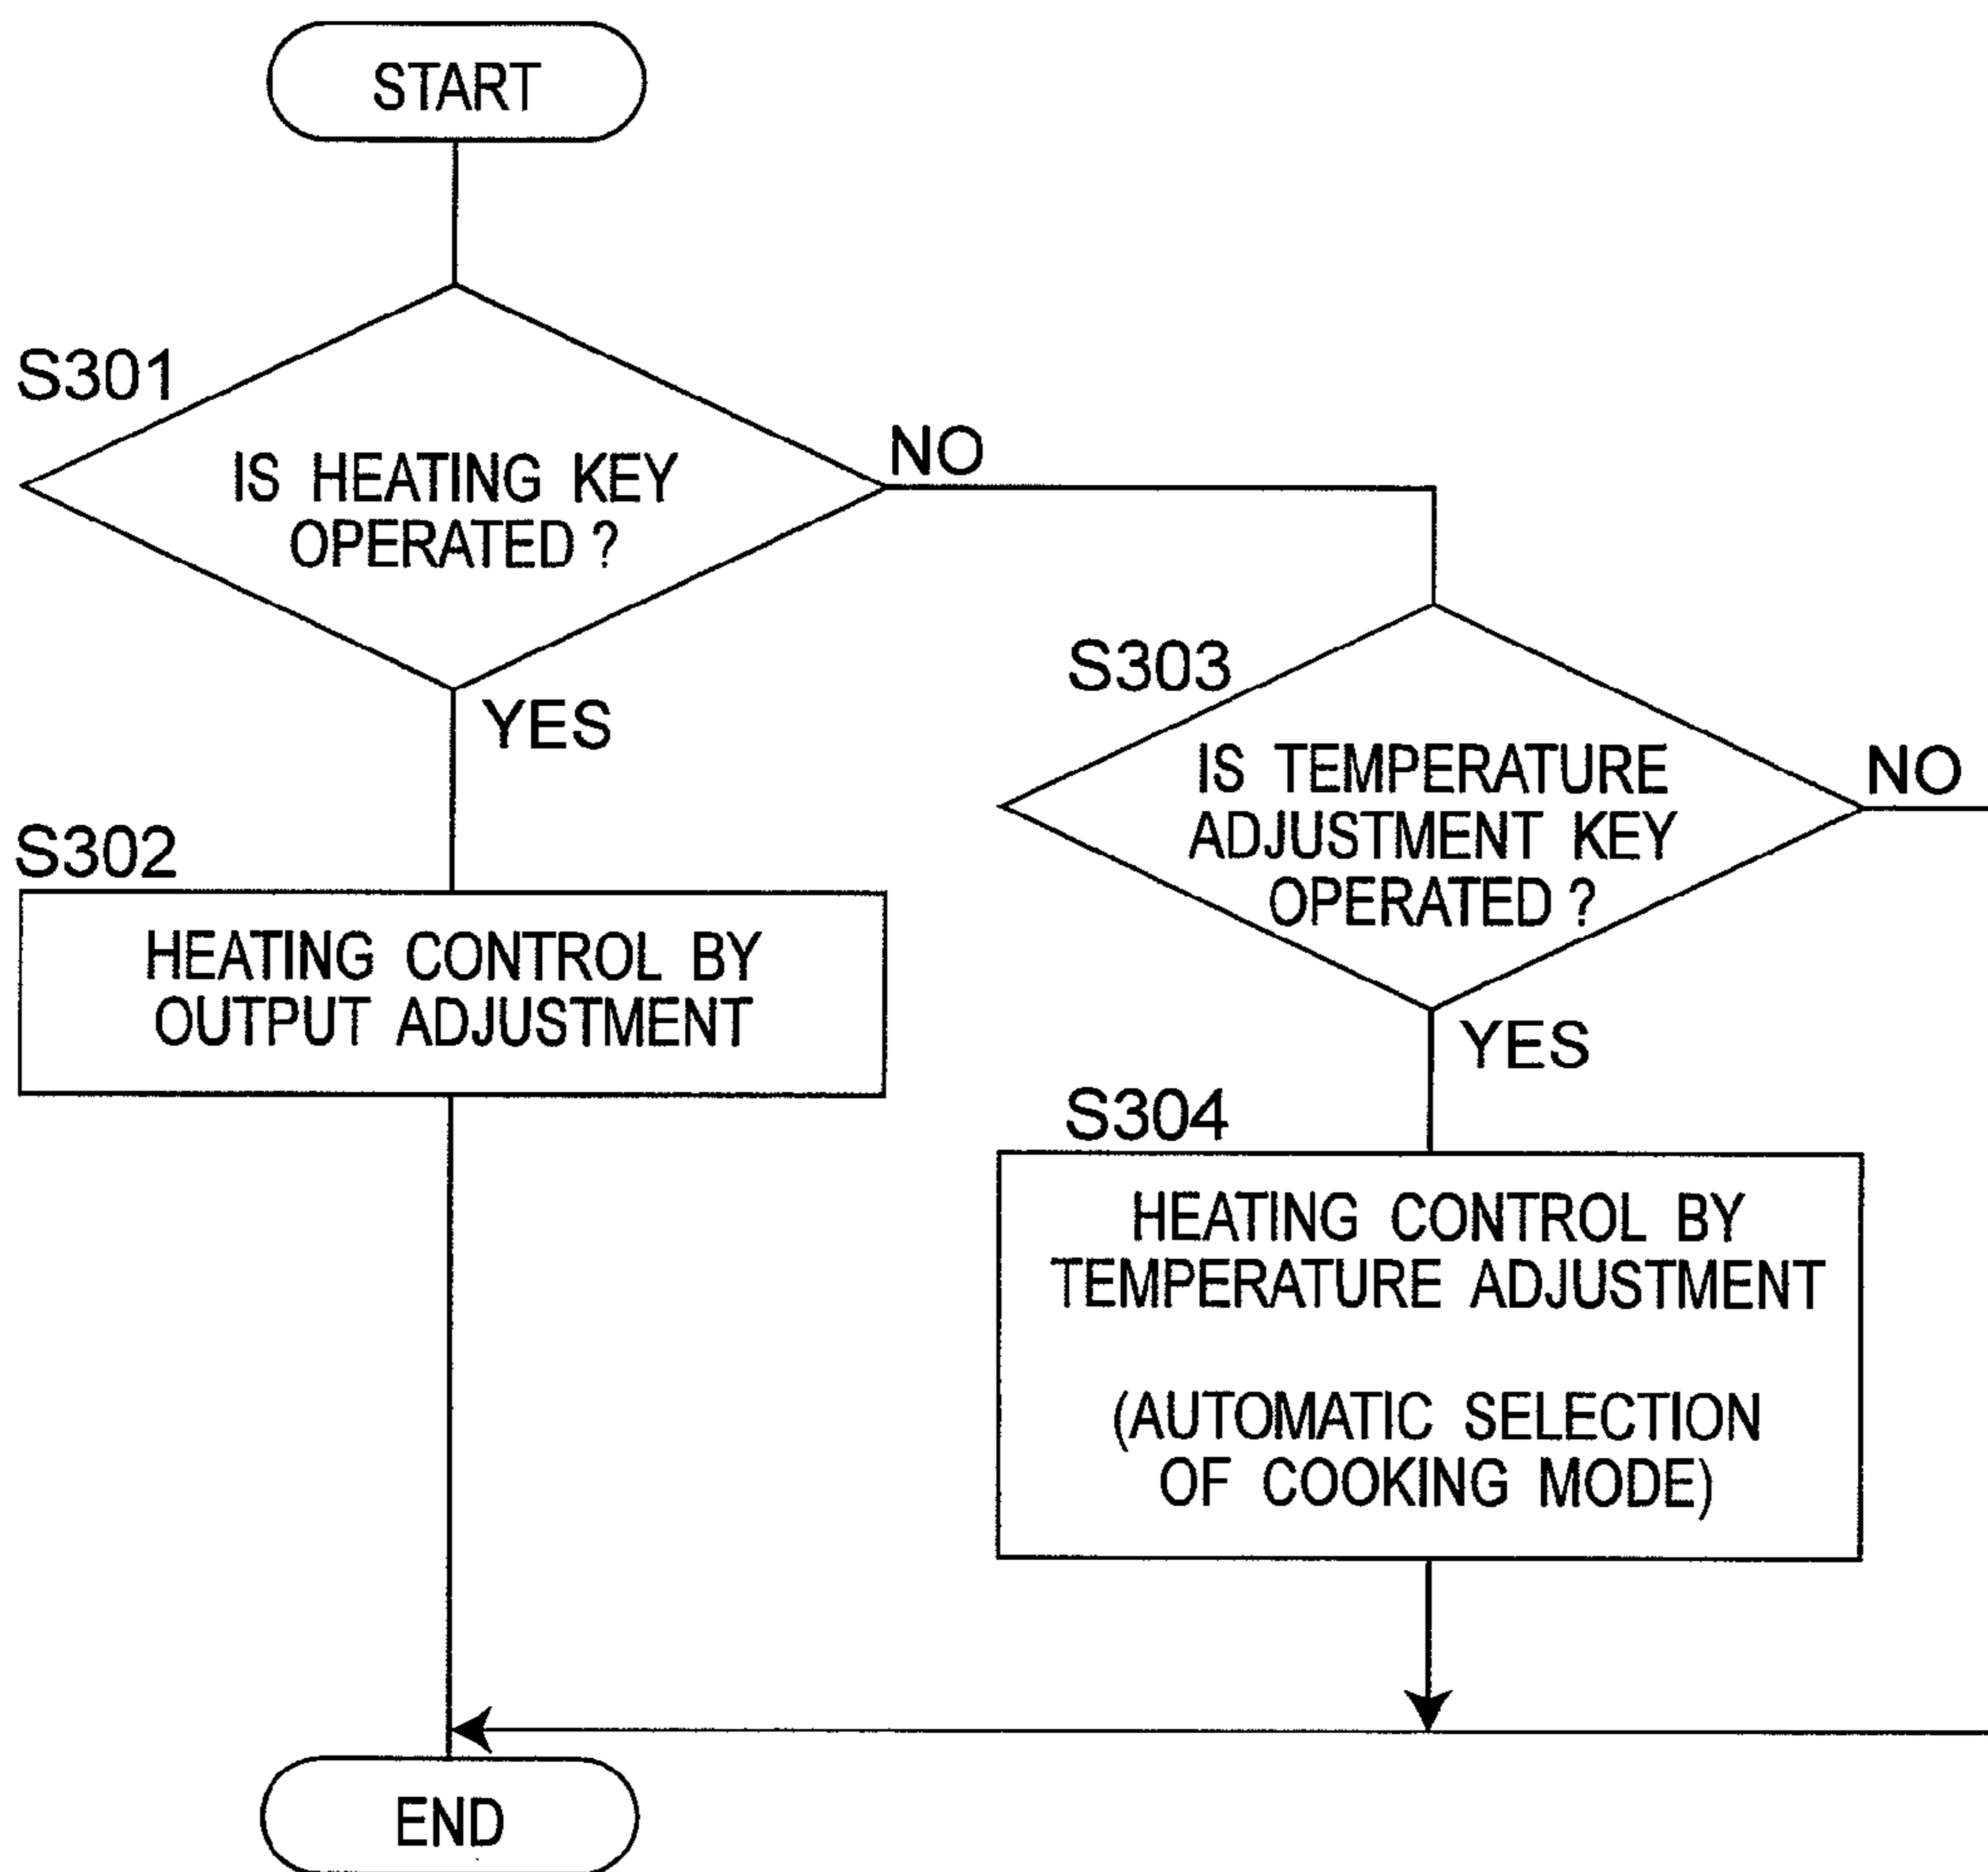 START
S301
IS HEATING KEY
OPERATED ?
NO
YES
S302
HEATING CONTROL BY
OUTPUT ADJUSTMENT
S303
IS TEMPERATURE
ADJUSTMENT KEY
OPERATED ?
NO
YES
S304
HEATING CONTROL BY
TEMPERATURE ADJUSTMENT
(AUTOMATIC SELECTION
OF COOKING MODE)
END